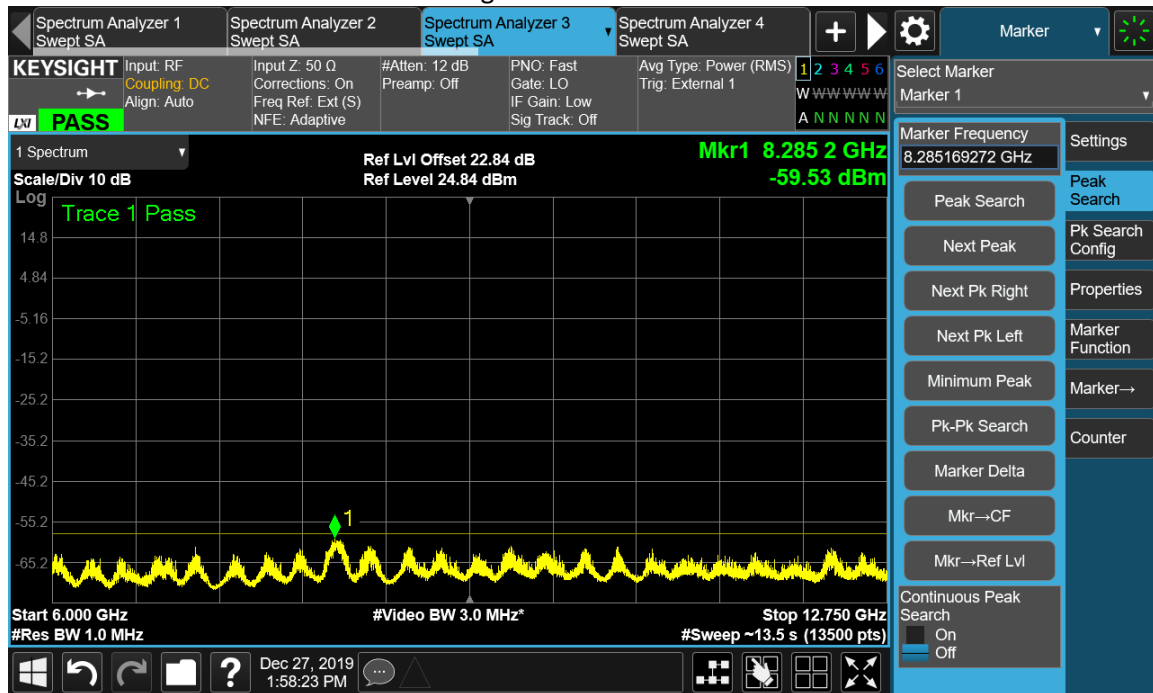 Spectrum Analyzer 1
Swept SA
Spectrum Analyzer 2
Swept SA
Spectrum Analyzer 3
Swept SA
Spectrum Analyzer 4
Swept SA
+
Marker
KEYSIGHT
LXI
PASS
Input: RF
Coupling: DC
Align: Auto
Input Z: 50 Ω
Corrections: On
Freq Ref: Ext (S)
NFE: Adaptive
#Atten: 12 dB
Preamp: Off
PNO: Fast
Gate: LO
IF Gain: Low
Sig Track: Off
Avg Type: Power (RMS)
Trig: External 1
1 2 3 4 5 6
W W W W W W
A N N N N N
Select Marker
Marker 1
1 Spectrum
Scale/Div 10 dB
Ref Lvl Offset 22.84 dB
Ref Level 24.84 dBm
Mkr1 8.285 2 GHz
-59.53 dBm
Log
Trace 1 Pass
14.8
4.84
-5.16
-15.2
-25.2
-35.2
-45.2
-55.2
-65.2
1
Start 6.000 GHz
#Res BW 1.0 MHz
#Video BW 3.0 MHz*
Stop 12.750 GHz
#Sweep ~13.5 s (13500 pts)
Marker Frequency
8.285169272 GHz
Peak Search
Next Peak
Next Pk Right
Next Pk Left
Minimum Peak
Pk-Pk Search
Marker Delta
Mkr→CF
Mkr→Ref Lvl
Continuous Peak
Search
On
Off
Settings
Peak
Search
Pk Search
Config
Properties
Marker
Function
Marker→
Counter
?
Dec 27, 2019
1:58:23 PM